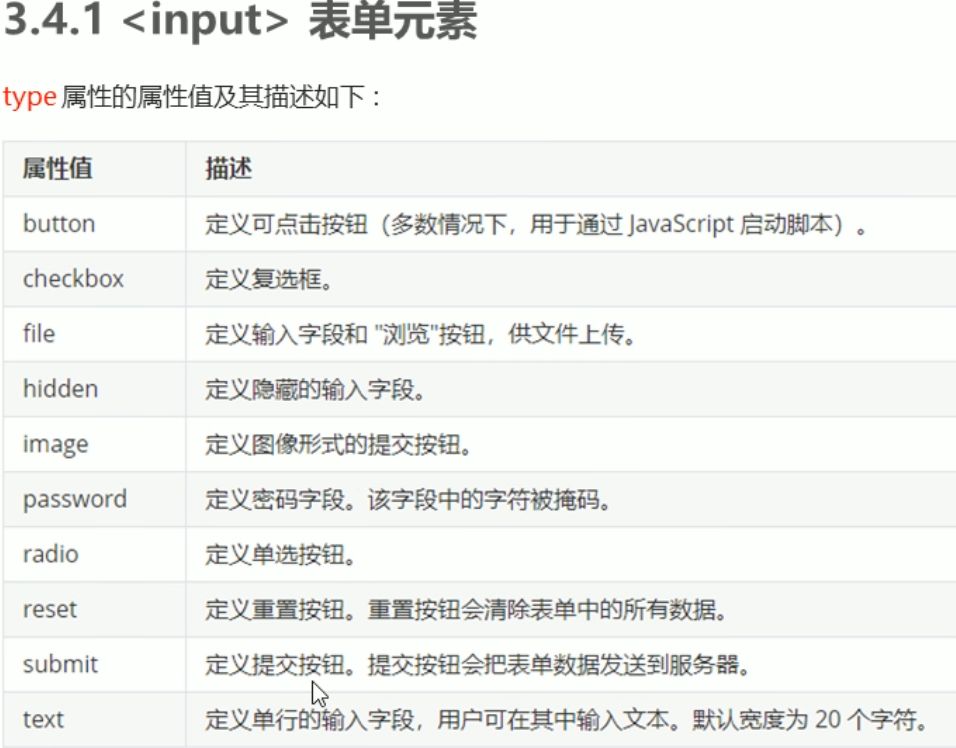 3.4.1 <input> 表单元素
type 属性的属性值及其描述如下：
属性值 描述
button 定义可点击按钮（多数情况下，用于通过 JavaScript 启动脚本）。
checkbox 定义复选框。
file 定义输入字段和 "浏览"按钮，供文件上传。
hidden 定义隐藏的输入字段。
image 定义图像形式的提交按钮。
password 定义密码字段。该字段中的字符被掩码。
radio 定义单选按钮。
reset 定义重置按钮。重置按钮会清除表单中的所有数据。
submit 定义提交按钮。提交按钮会把表单数据发送到服务器。
text 定义单行的输入字段，用户可在其中输入文本。默认宽度为 20 个字符。